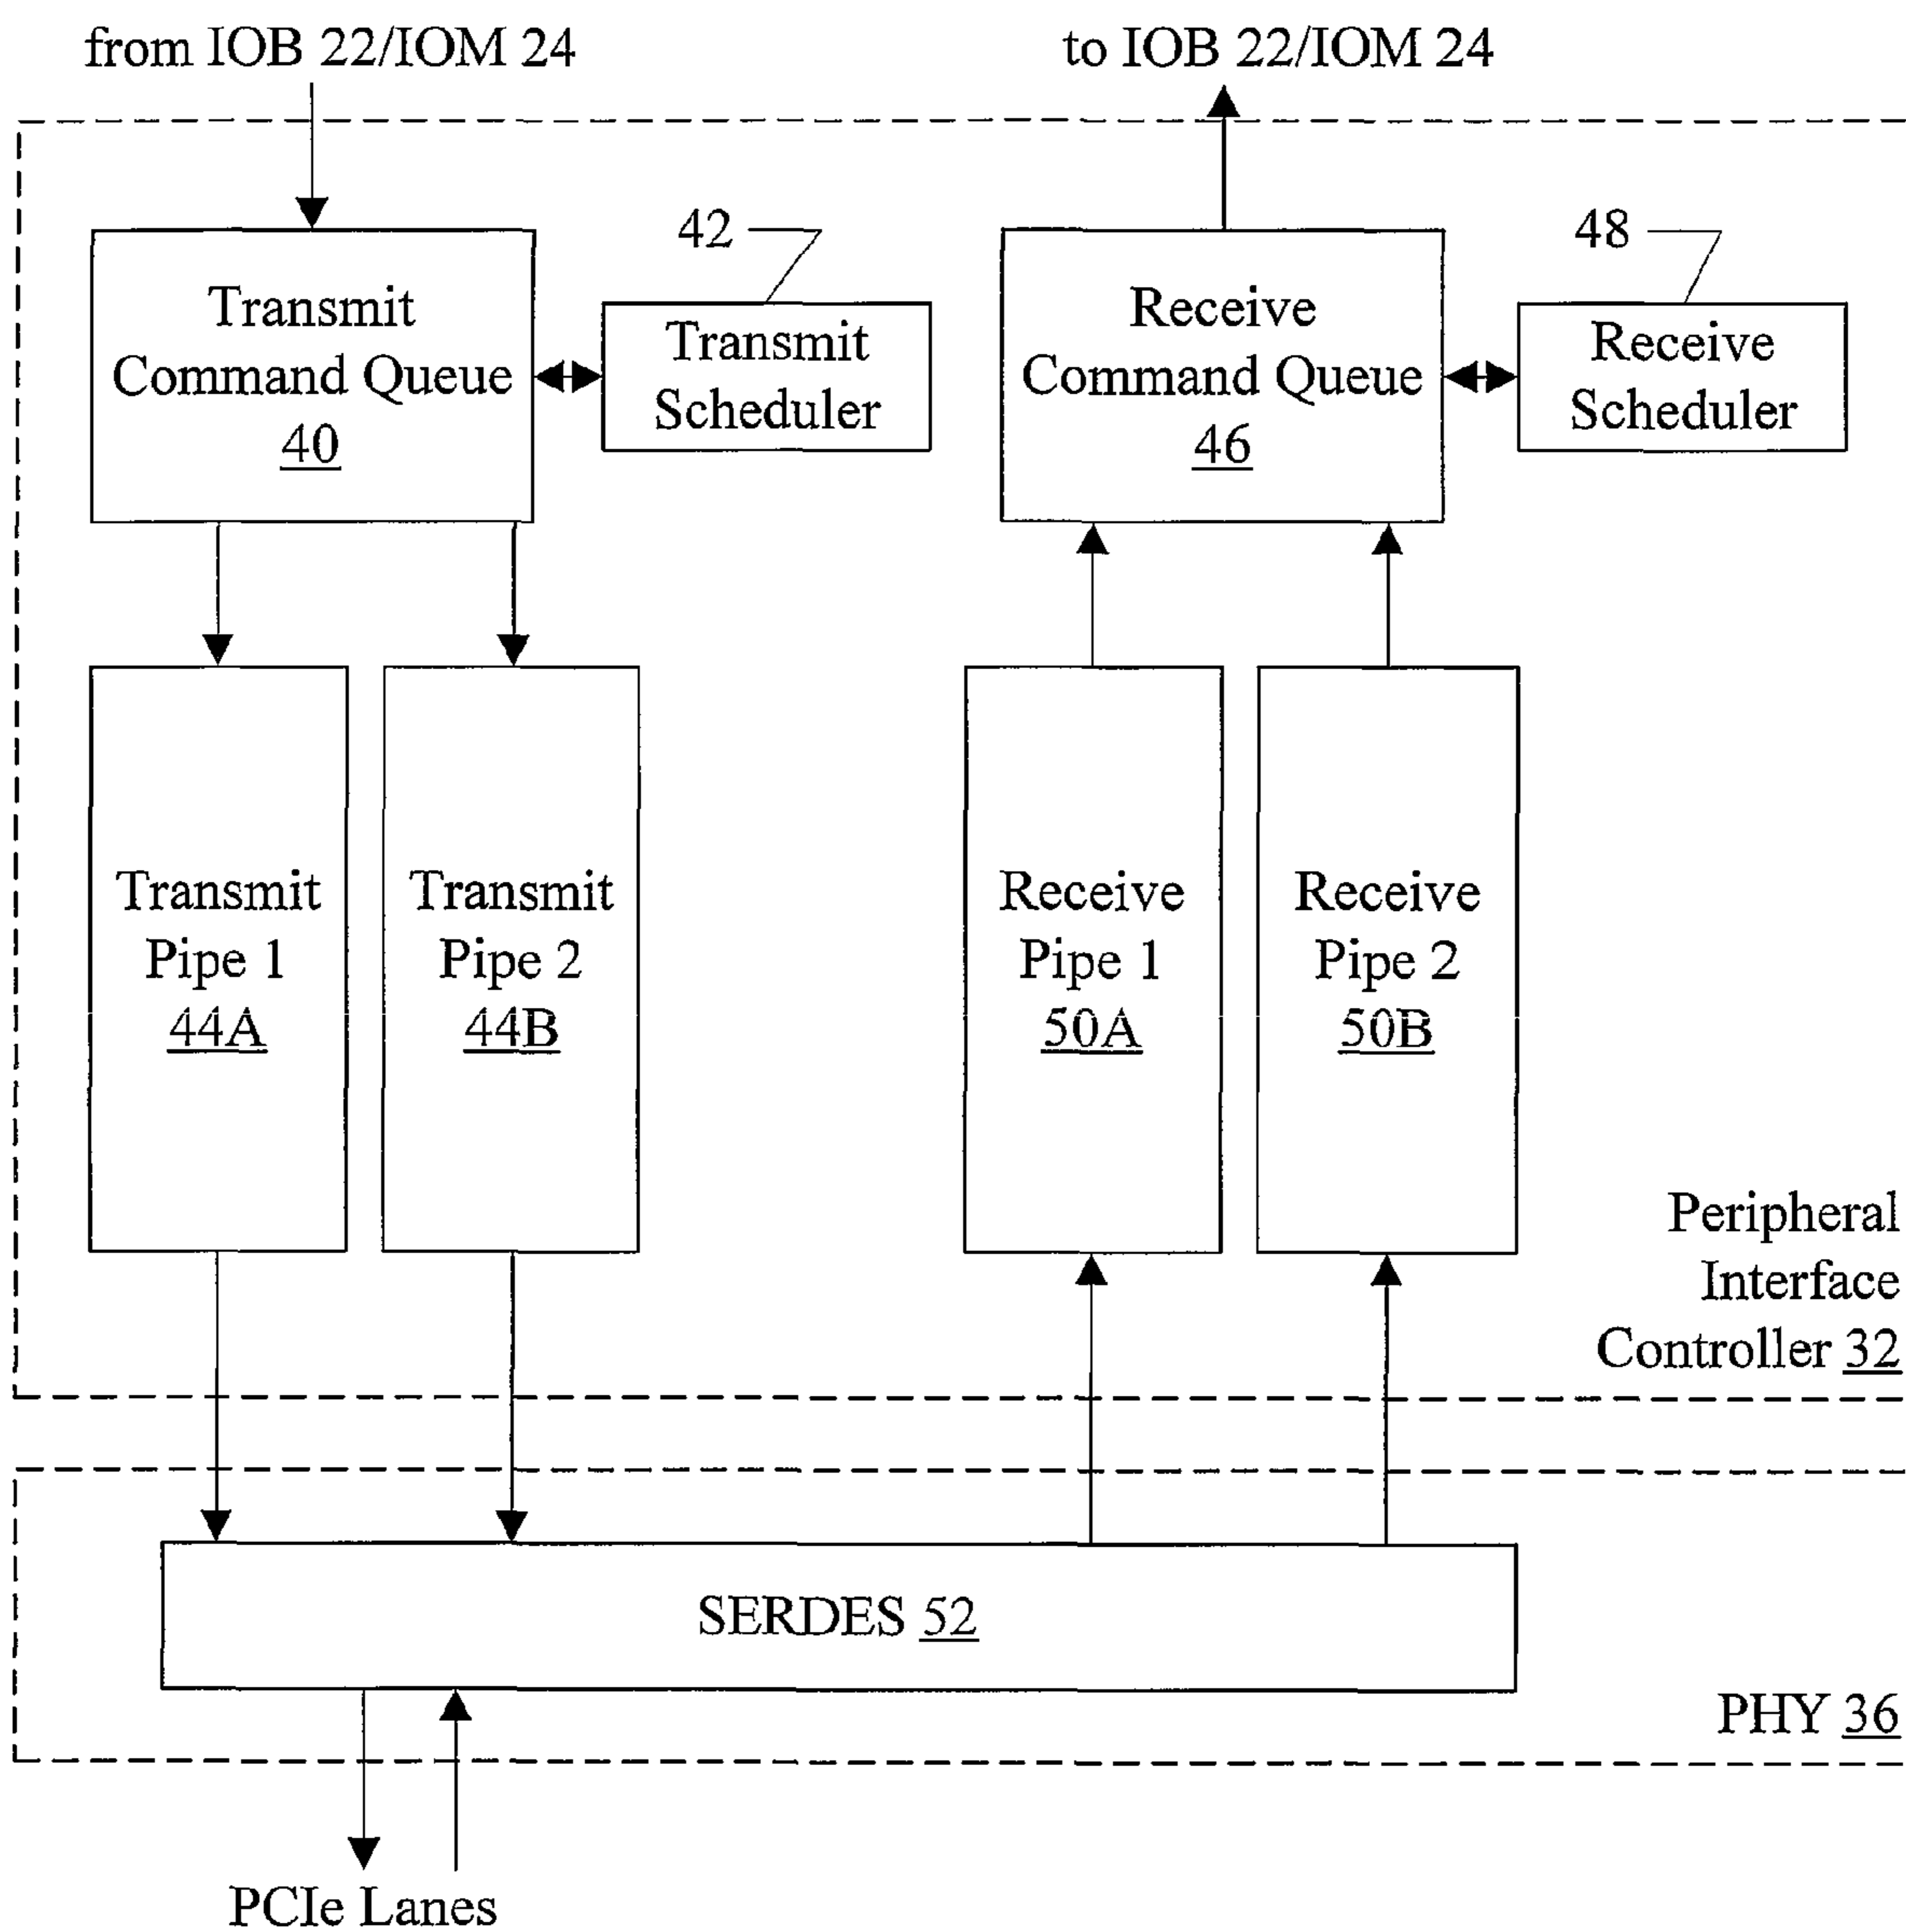 from IOB 22/IOM 24
to IOB 22/IOM 24
Transmit
Command Queue
40
42
Transmit
Scheduler
Receive
Command Queue
46
48
Receive
Scheduler
Transmit
Pipe 1
44A
Transmit
Pipe 2
44B
Receive
Pipe 1
50A
Receive
Pipe 2
50B
Peripheral
Interface
Controller 32
SERDES 52
PHY 36
PCIe Lanes